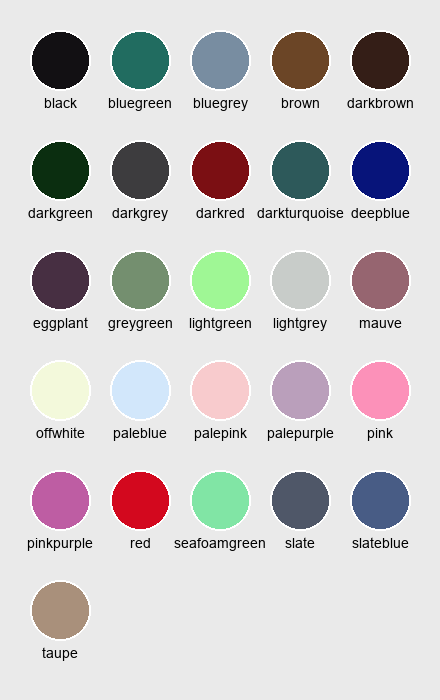 black bluegreen bluegrey brown darkbrown
darkgreen darkgrey darkred darkturquoise deepblue
eggplant greygreen lightgreen lightgrey mauve
offwhite paleblue palepink palepurple pink
pinkpurple red seafoamgreen slate slateblue
taupe